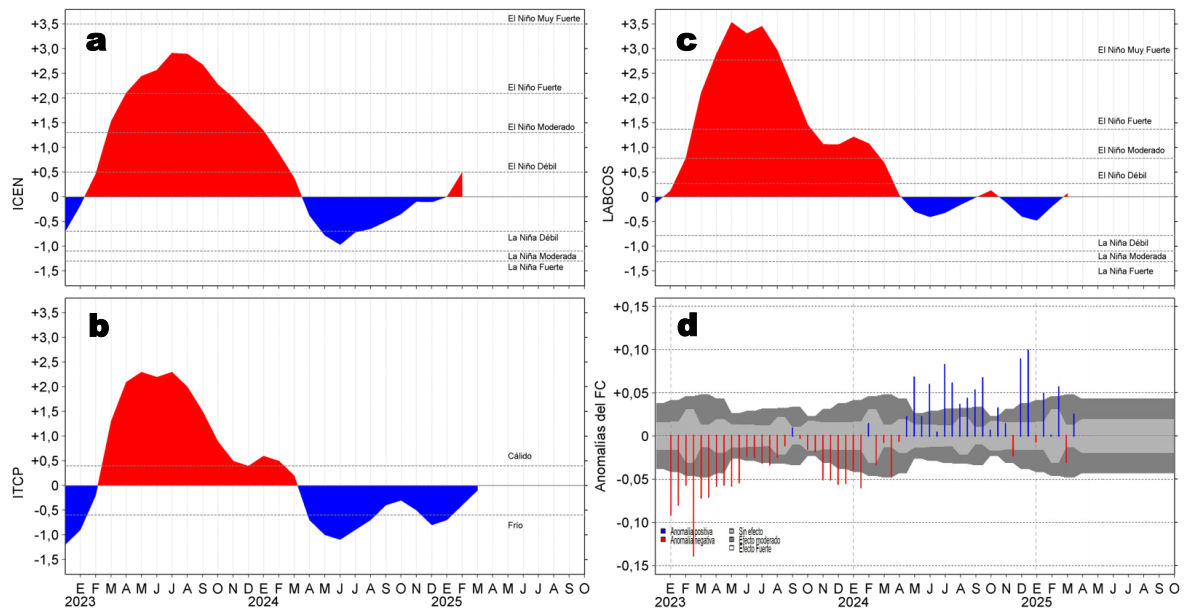 a
ICEN
+3,5
+3,0
+2,5
+2,0
+1,5
+1,0
+0,5
0
-0,5
-1,0
-1,5
El Niño Muy Fuerte
El Niño Fuerte
El Niño Moderado
El Niño Débil
La Niña Débil
La Niña Moderada
La Niña Fuerte
c
LABCOS
+3,5
+3,0
+2,5
+2,0
+1,5
+1,0
+0,5
0
-0,5
-1,0
-1,5
El Niño Muy Fuerte
El Niño Fuerte
El Niño Moderado
El Niño Débil
La Niña Débil
La Niña Moderada
La Niña Fuerte
b
ITCP
+3,5
+3,0
+2,5
+2,0
+1,5
+1,0
+0,5
0
-0,5
-1,0
-1,5
Cálido
Frío
E F M A M J J A S O N D E F M A M J J A S O N D E F M A M J J A S O
2023 2024 2025
d
Anomalías del FC
+0,15
+0,10
+0,05
0
-0,05
-0,10
-0,15
Anomalía positiva
Anomalía negativa
Sin efecto
Efecto moderado
Efecto Fuerte
E F M A M J J A S O N D E F M A M J J A S O N D E F M A M J J A S O
2023 2024 2025